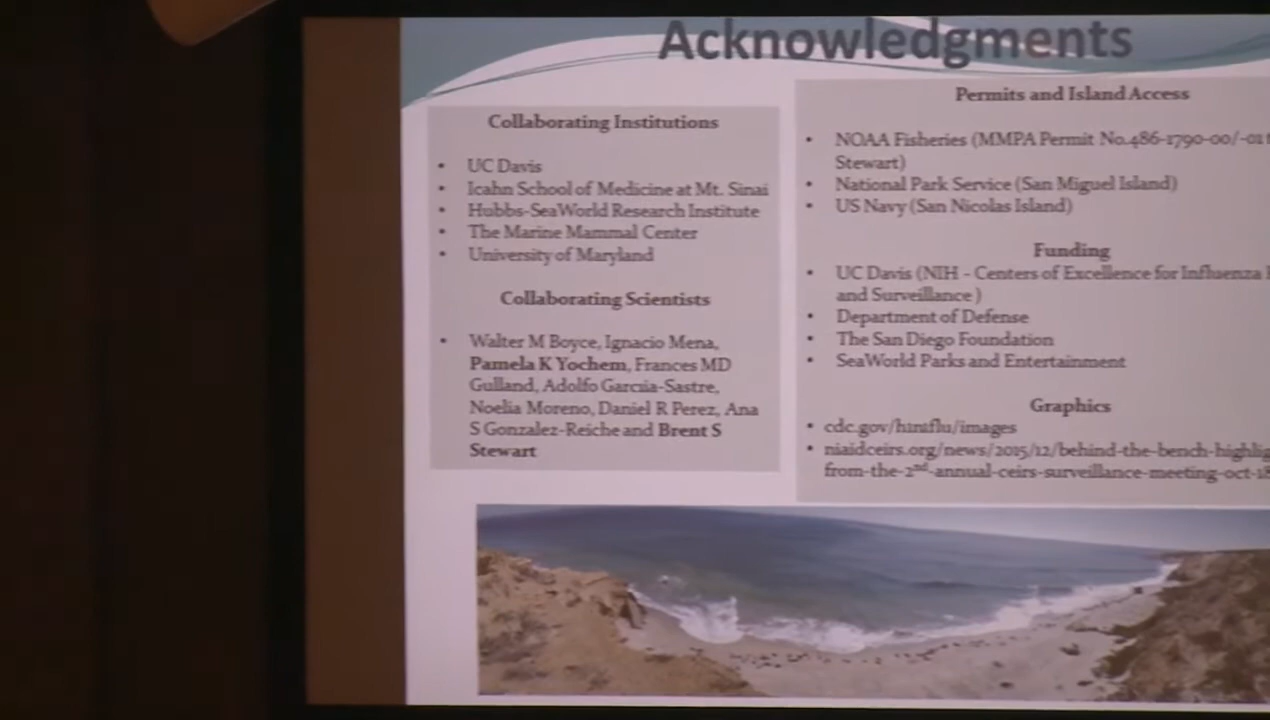 Acknowledgments
Collaborating Institutions
• UC Davis
• Icahn School of Medicine at Mt. Sinai
• Hubbs-SeaWorld Research Institute
• The Marine Mammal Center
• University of Maryland
Collaborating Scientists
• Walter M Boyce, Ignacio Mena,
Pamela K Yochem, Frances MD
Gulland, Adolfo Garcia-Sastre,
Noelia Moreno, Daniel R Perez, Ana
S Gonzalez-Reiche and Brent S
Stewart
Permits and Island Access
• NOAA Fisheries (MMPA Permit No.486-1790-00/-01
Stewart)
• National Park Service (San Miguel Island)
• US Navy (San Nicolas Island)
Funding
• UC Davis (NIH - Centers of Excellence for Influenza
and Surveillance )
• Department of Defense
• The San Diego Foundation
• SeaWorld Parks and Entertainment
Graphics
• cdc.gov/h1n1flu/images
• niaidceirs.org/news/2015/12/behind-the-bench-highlig
from-the-2nd-annual-ceirs-surveillance-meeting-oct-18